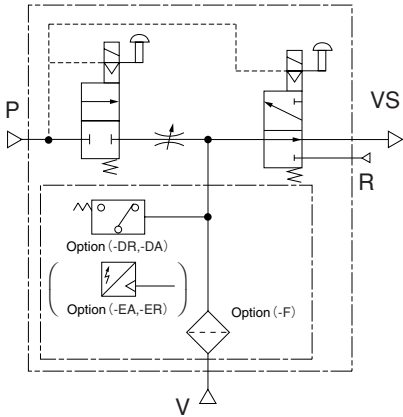 P
VS
R
Option (-DR,-DA)
Option (-EA,-ER)
Option (-F)
V